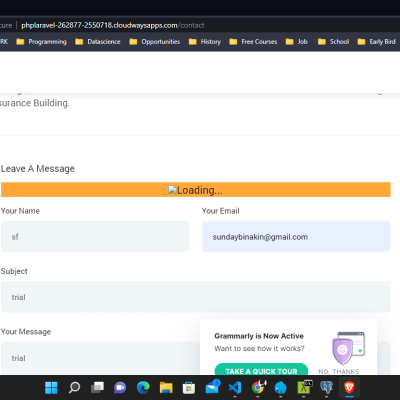 cure phplaravel-262877-2550718.cloudwaysapps.com/contact
RK Programming Datascience Opportunities History Free Courses Job School Early Bird
surance Building.
Leave A Message
Loading...
Your Name Your Email
sf sundaybinakin@gmail.com
Subject
trial
Your Message
trial
Grammarly is Now Active
Want to see how it works?
TAKE A QUICK TOUR NO, THANKS